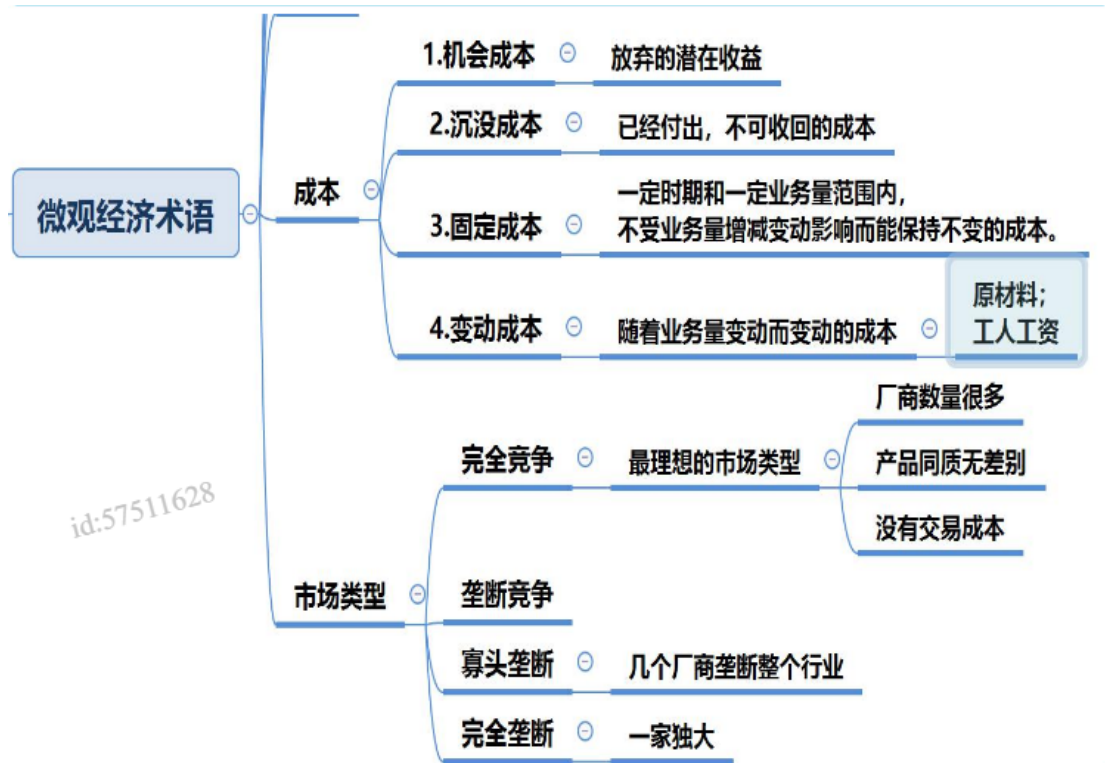 微观经济术语
成本
1.机会成本
放弃的潜在收益
2.沉没成本
已经付出，不可收回的成本
3.固定成本
一定时期和一定业务量范围内，
不受业务量增减变动影响而能保持不变的成本。
4.变动成本
随着业务量变动而变动的成本
原材料；
工人工资
市场类型
完全竞争
最理想的市场类型
厂商数量很多
产品同质无差别
没有交易成本
垄断竞争
寡头垄断
几个厂商垄断整个行业
完全垄断
一家独大
id:57511628